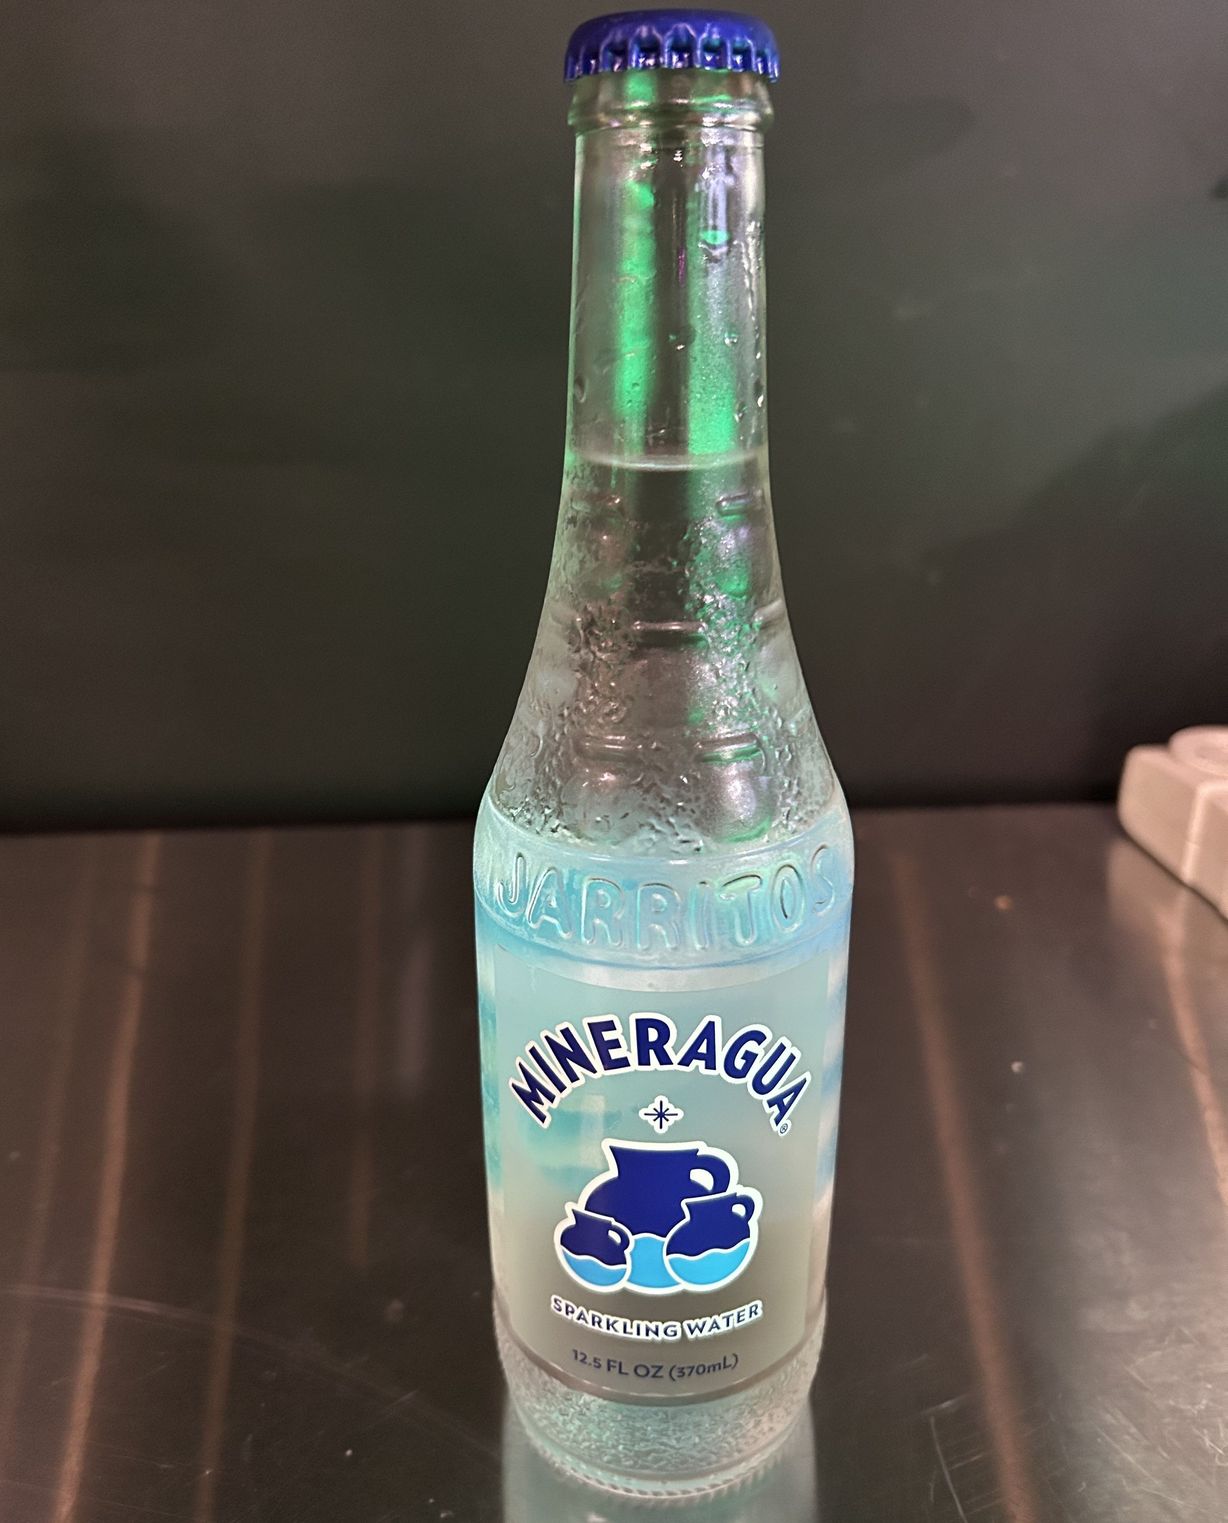 JARRITOS
MINERAGUA®
SPARKLING WATER
12.5 FL OZ (370mL)